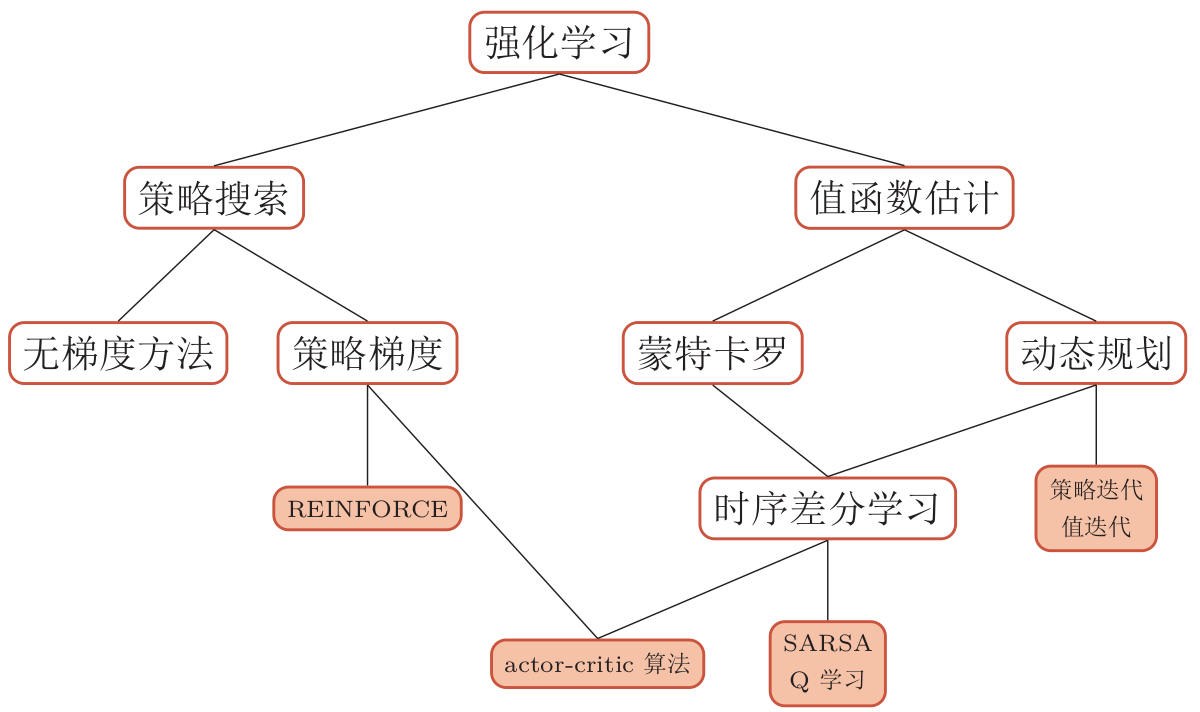 强化学习
策略搜索
值函数估计
无梯度方法
策略梯度
蒙特卡罗
动态规划
REINFORCE
时序差分学习
策略迭代
值迭代
actor-critic 算法
SARSA
Q 学习